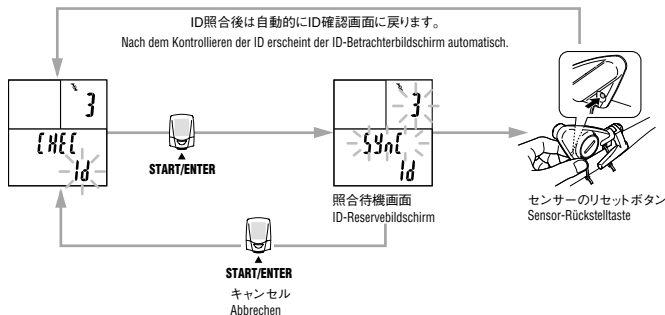 ID照合後は自動的にID確認画面に戻ります。
Nach dem Kontrollieren der ID erscheint der ID-Betrachterbildschirm automatisch.
3
CHEC
Id
START/ENTER
3
SYnC
Id
照合待機画面
ID-Reservebildschirm
センサーのリセットボタン
Sensor-Rückstelltaste
START/ENTER
キャンセル
Abbrechen